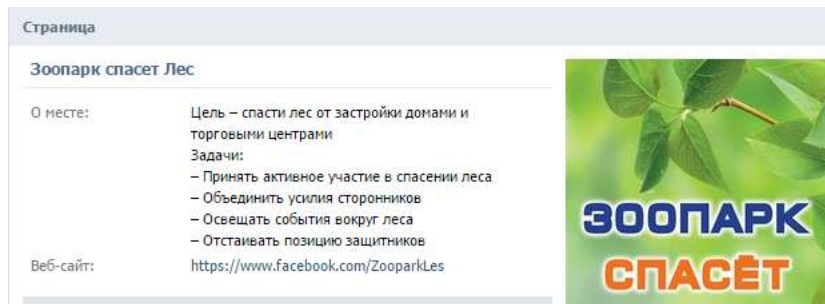 Страница
Зоопарк спасет Лес
О месте: Цель – спасти лес от застройки домами и
торговыми центрами
Задачи:
– Принять активное участие в спасении леса
– Объединить усилия сторонников
– Освещать события вокруг леса
– Отстаивать позицию защитников
Веб-сайт: https://www.facebook.com/ZooparkLes
ЗООПАРК
СПАСЁТ